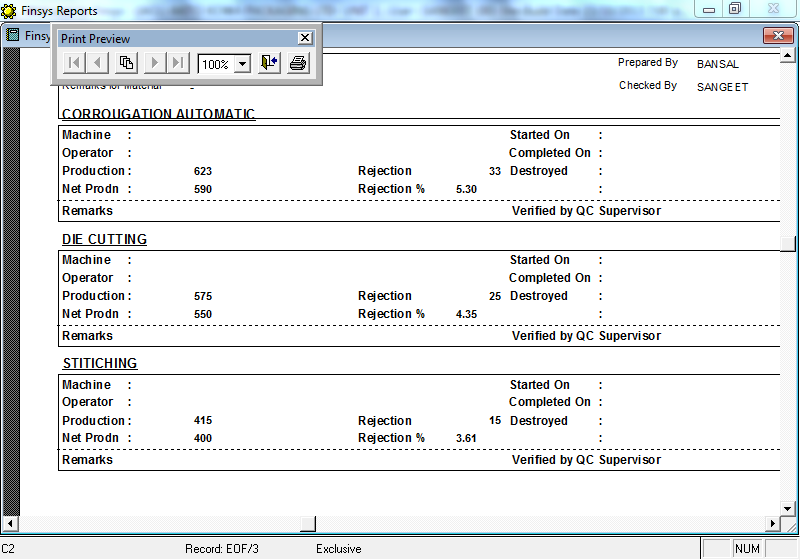 Finsys Reports
Finsy
Print Preview
100%
Prepared By BANSAL
Remarks for Material -
Checked By SANGEET
CORROUGATION AUTOMATIC
Machine : Started On :
Operator : Completed On :
Production : 623 Rejection 33 Destroyed :
Net Prodn : 590 Rejection % 5.30 :
Remarks Verified by QC Supervisor
DIE CUTTING
Machine : Started On :
Operator : Completed On :
Production : 575 Rejection 25 Destroyed :
Net Prodn : 550 Rejection % 4.35 :
Remarks Verified by QC Supervisor
STITICHING
Machine : Started On :
Operator : Completed On :
Production : 415 Rejection 15 Destroyed :
Net Prodn : 400 Rejection % 3.61 :
Remarks Verified by QC Supervisor
C2 Record: EOF/3 Exclusive NUM